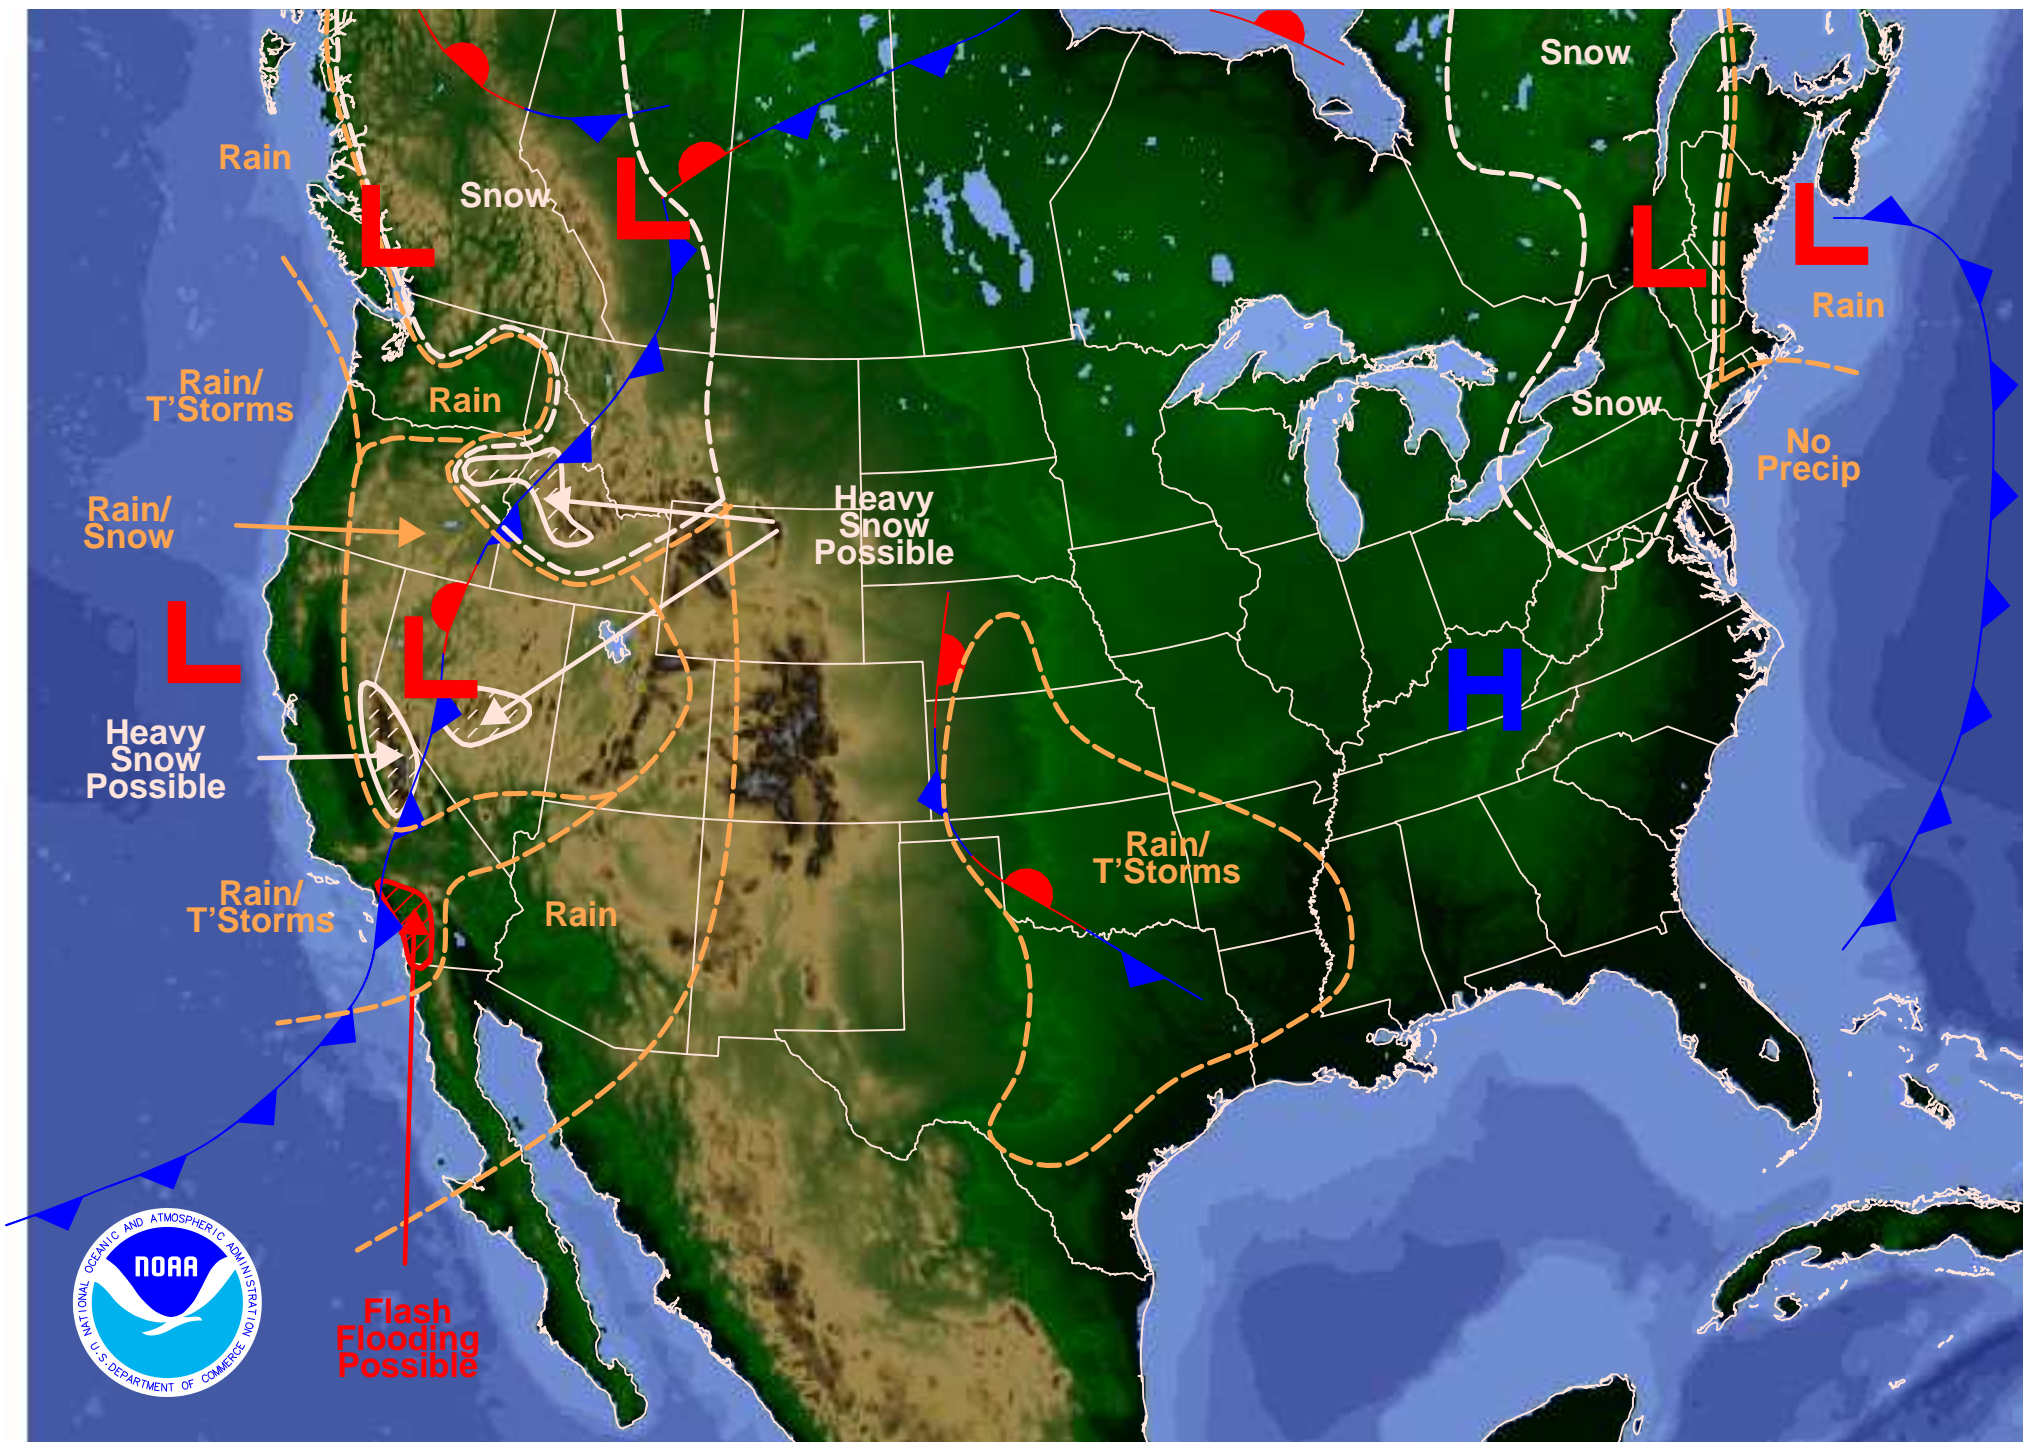 Snow
Rain
Snow
L
L
L
L
Rain
Rain/
T'Storms
Rain
Snow
No
Precip
Rain/
Snow
Heavy
Snow
Possible
L
L
H
Heavy
Snow
Possible
Rain/
T'Storms
Rain/
T'Storms
Rain
NATIONAL OCEANIC AND ATMOSPHERIC ADMINISTRATION
NOAA
U.S. DEPARTMENT OF COMMERCE
Flash
Flooding
Possible